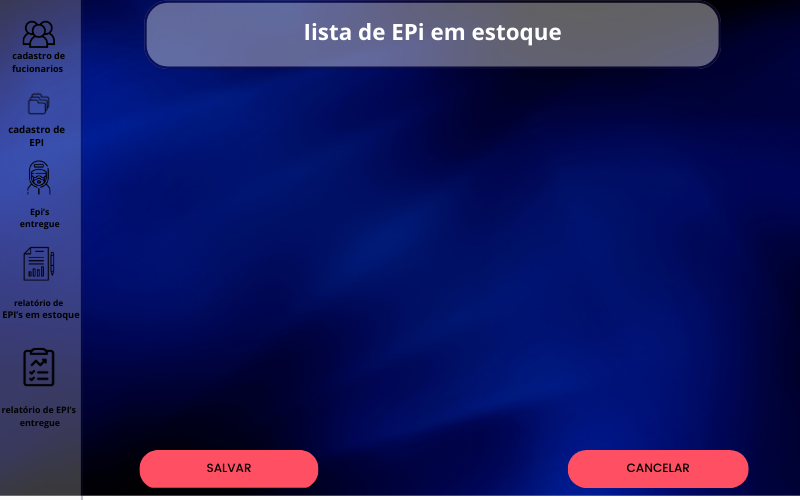 lista de EPi em estoque
cadastro de
fucionarios
cadastro de
EPI
Epi's
entregue
relatório de
EPI's em estoque
relatório de EPI's
entregue
SALVAR
CANCELAR